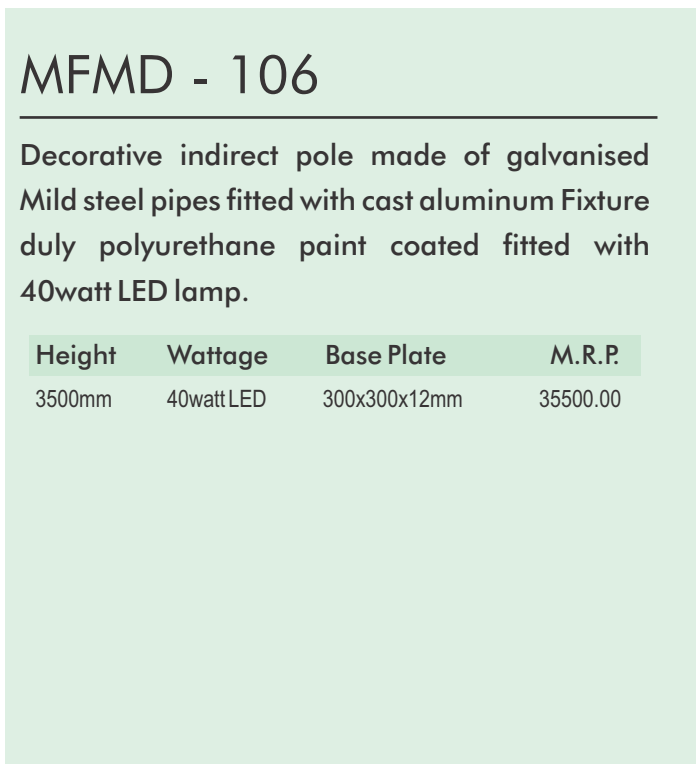 MFMD - 106
Decorative indirect pole made of galvanised
Mild steel pipes fitted with cast aluminum Fixture
duly polyurethane paint coated fitted with
40watt LED lamp.
Height Wattage Base Plate M.R.P.
3500mm 40watt LED 300x300x12mm 35500.00